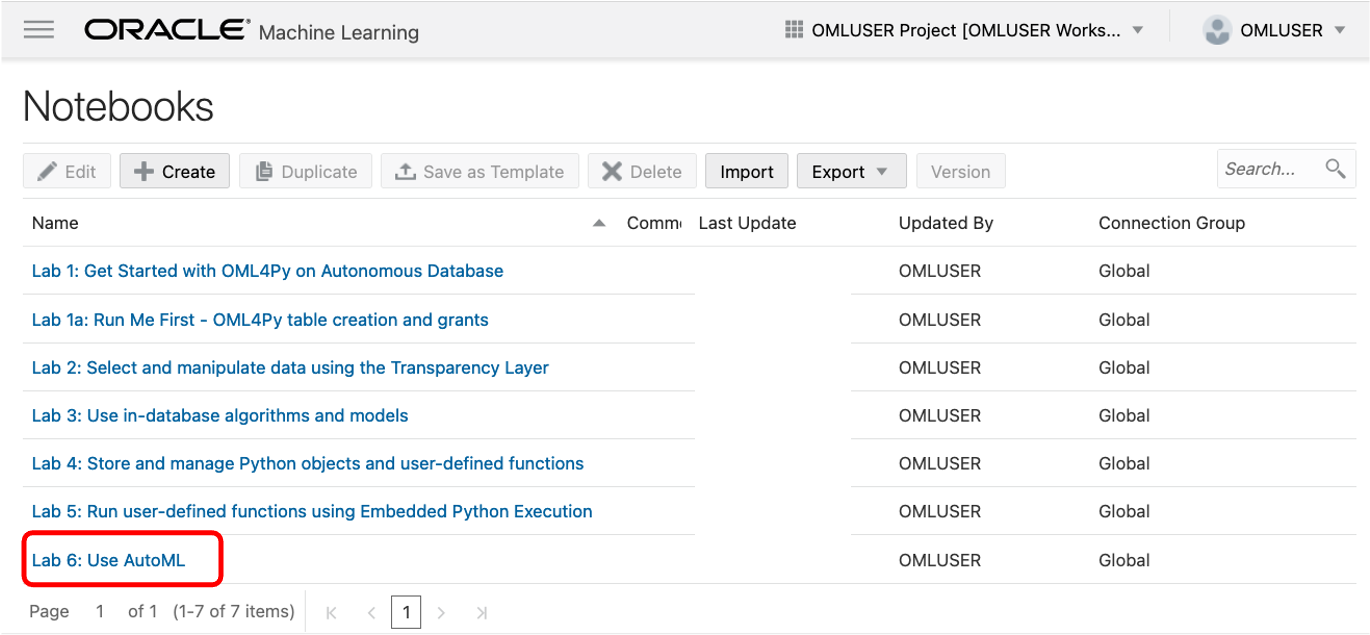 ORACLE® Machine Learning OMLUSER Project [OMLUSER Works... OMLUSER
Notebooks
Edit Create Duplicate Save as Template Delete Import Export Version Search...
Name Comme Last Update Updated By Connection Group
Lab 1: Get Started with OML4Py on Autonomous Database OMLUSER Global
Lab 1a: Run Me First - OML4Py table creation and grants OMLUSER Global
Lab 2: Select and manipulate data using the Transparency Layer OMLUSER Global
Lab 3: Use in-database algorithms and models OMLUSER Global
Lab 4: Store and manage Python objects and user-defined functions OMLUSER Global
Lab 5: Run user-defined functions using Embedded Python Execution OMLUSER Global
Lab 6: Use AutoML OMLUSER Global
Page 1 of 1 (1-7 of 7 items) 1